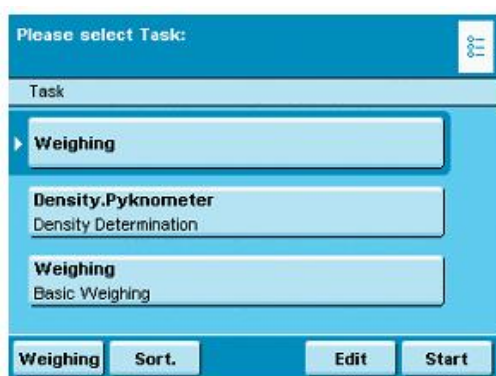 Please select Task:
Task
Weighing
Density.Pyknometer
Density Determination
Weighing
Basic Weighing
Weighing Sort. Edit Start